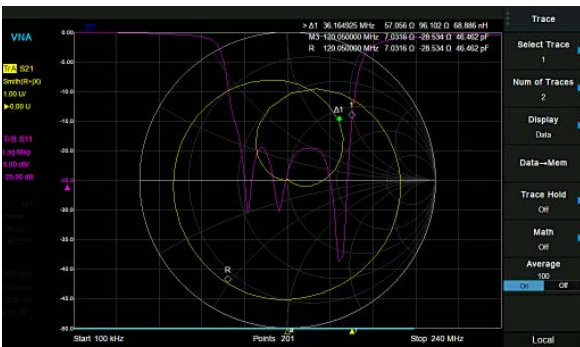 > Δ1 36.164925 MHz 57.056 Ω 96.102 Ω 68.886 nH
M3 120.050000 MHz 7.0316 Ω -28.534 Ω 46.462 pF
R 120.050000 MHz 7.0316 Ω -28.534 Ω 46.462 pF
VNA
TrA S21
Smith(R+jX)
1.00 U/
▶0.00 U
TrB S11
Log Mag
5.00 dB/
-25.00 dB
0.00
-5.00
-10.0
-15.0
-20.0
-30.0
-35.0
-40.0
-45.0
-50.0
Δ1
1
R
Start 100 kHz
Points 201
Stop 240 MHz
Trace
Select Trace
1
Num of Traces
2
Display
Data
Data→Mem
Trace Hold
Off
Math
Off
Average
100
On Off
Local